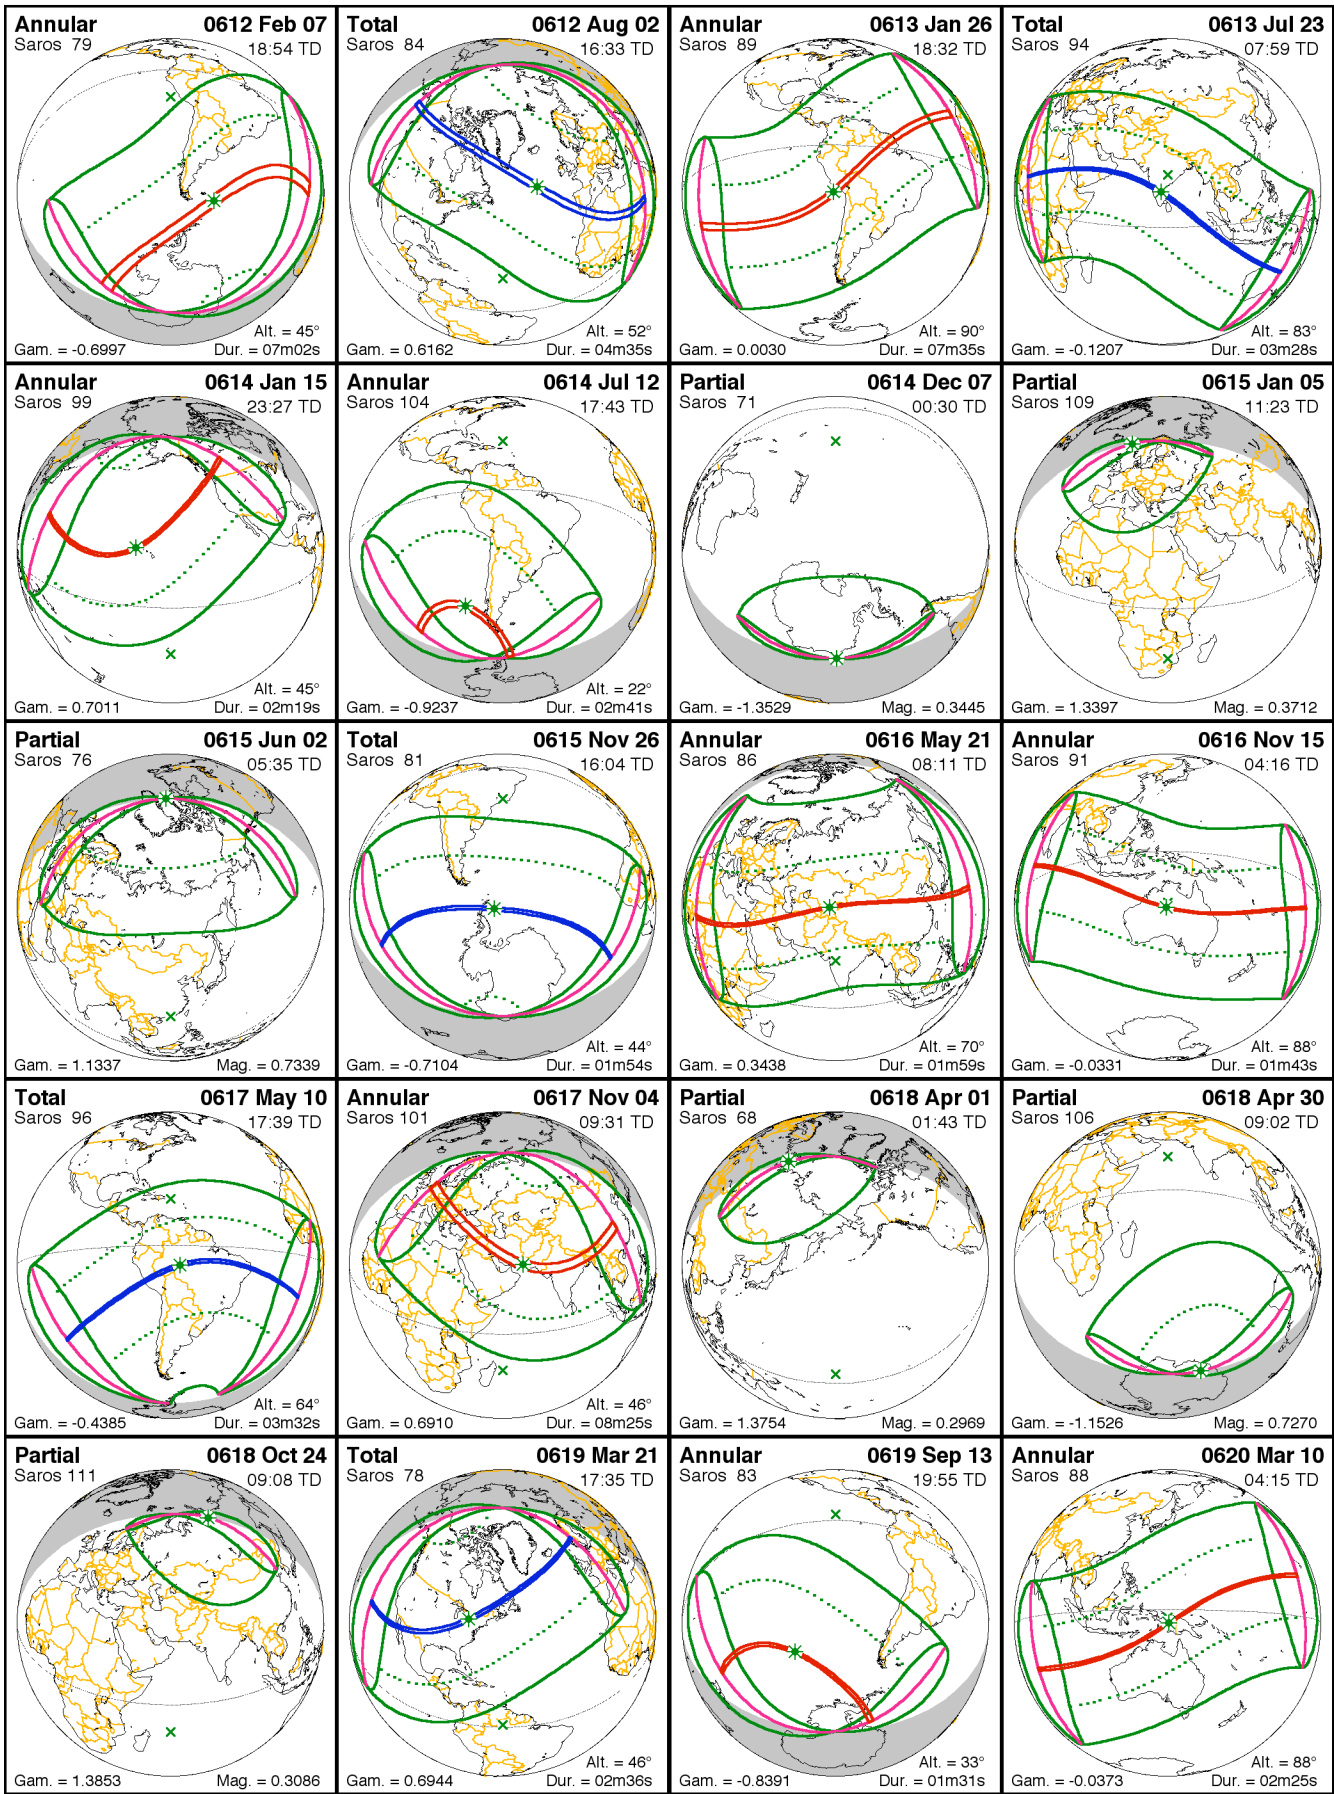 Annular 0612 Feb 07
Saros 79 18:54 TD
Alt. = 45°
Gam. = -0.6997 Dur. = 07m02s
Total 0612 Aug 02
Saros 84 16:33 TD
Alt. = 52°
Gam. = 0.6162 Dur. = 04m35s
Annular 0613 Jan 26
Saros 89 18:32 TD
Alt. = 90°
Gam. = 0.0030 Dur. = 07m35s
Total 0613 Jul 23
Saros 94 07:59 TD
Alt. = 83°
Gam. = -0.1207 Dur. = 03m28s
Annular 0614 Jan 15
Saros 99 23:27 TD
Alt. = 45°
Gam. = 0.7011 Dur. = 02m19s
Annular 0614 Jul 12
Saros 104 17:43 TD
Alt. = 22°
Gam. = -0.9237 Dur. = 02m41s
Partial 0614 Dec 07
Saros 71 00:30 TD
Gam. = -1.3529 Mag. = 0.3445
Partial 0615 Jan 05
Saros 109 11:23 TD
Gam. = 1.3397 Mag. = 0.3712
Partial 0615 Jun 02
Saros 76 05:35 TD
Gam. = 1.1337 Mag. = 0.7339
Total 0615 Nov 26
Saros 81 16:04 TD
Alt. = 44°
Gam. = -0.7104 Dur. = 01m54s
Annular 0616 May 21
Saros 86 08:11 TD
Alt. = 70°
Gam. = 0.3438 Dur. = 01m59s
Annular 0616 Nov 15
Saros 91 04:16 TD
Alt. = 88°
Gam. = -0.0331 Dur. = 01m43s
Total 0617 May 10
Saros 96 17:39 TD
Alt. = 64°
Gam. = -0.4385 Dur. = 03m32s
Annular 0617 Nov 04
Saros 101 09:31 TD
Alt. = 46°
Gam. = 0.6910 Dur. = 08m25s
Partial 0618 Apr 01
Saros 68 01:43 TD
Gam. = 1.3754 Mag. = 0.2969
Partial 0618 Apr 30
Saros 106 09:02 TD
Gam. = -1.1526 Mag. = 0.7270
Partial 0618 Oct 24
Saros 111 09:08 TD
Gam. = 1.3853 Mag. = 0.3086
Total 0619 Mar 21
Saros 78 17:35 TD
Alt. = 46°
Gam. = 0.6944 Dur. = 02m36s
Annular 0619 Sep 13
Saros 83 19:55 TD
Alt. = 33°
Gam. = -0.8391 Dur. = 01m31s
Annular 0620 Mar 10
Saros 88 04:15 TD
Alt. = 88°
Gam. = -0.0373 Dur. = 02m25s